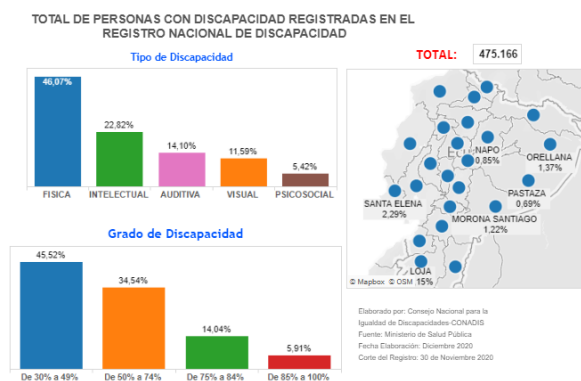 TOTAL DE PERSONAS CON DISCAPACIDAD REGISTRADAS EN EL
REGISTRO NACIONAL DE DISCAPACIDAD
Tipo de Discapacidad
46,07%
22,82%
14,10%
11,59%
5,42%
FISICA INTELECTUAL AUDITIVA VISUAL PSICOSOCIAL
Grado de Discapacidad
45,52%
34,54%
14,04%
5,91%
De 30% a 49% De 50% a 74% De 75% a 84% De 85% a 100%
TOTAL: 475.166
NAPO
0,85%
ORELLANA
1,37%
PASTAZA
0,69%
SANTA ELENA
2,29%
MORONA SANTIAGO
1,22%
LOJA
15%
© Mapbox © OSM
Elaborado por: Consejo Nacional para la
Igualdad de Discapacidades-CONADIS
Fuente: Ministerio de Salud Pública
Fecha Elaboración: Diciembre 2020
Corte del Registro: 30 de Noviembre 2020